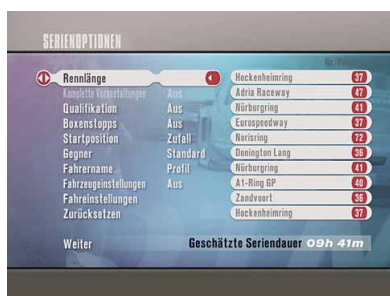 SERIENOPTIONEN
Rennlänge
Komplette Veranstaltungen Aus
Qualifikation Aus
Boxenstopps Aus
Startposition Zufall
Gegner Standard
Fahrername Profil
Fahrzeugeinstellungen Aus
Fahreinstellungen
Zurücksetzen
Hockenheimring 37
Adria Raceway 47
Nürburgring 41
Eurospeedway 37
Norisring 72
Donington Lang 36
Nürburgring 41
A1-Ring GP 40
Zandvoort 36
Hockenheimring 37
Weiter
Geschätzte Seriendauer 09h 41m